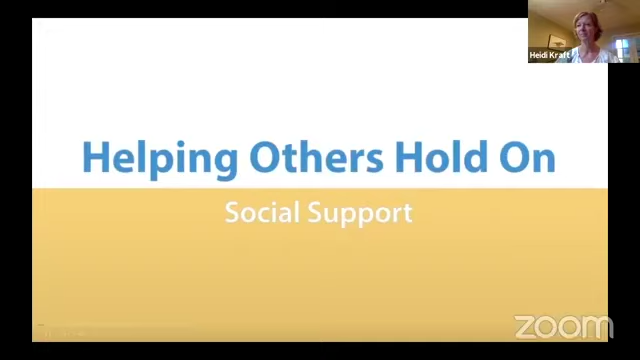 Heidi Kraft
Helping Others Hold On
Social Support
zoom